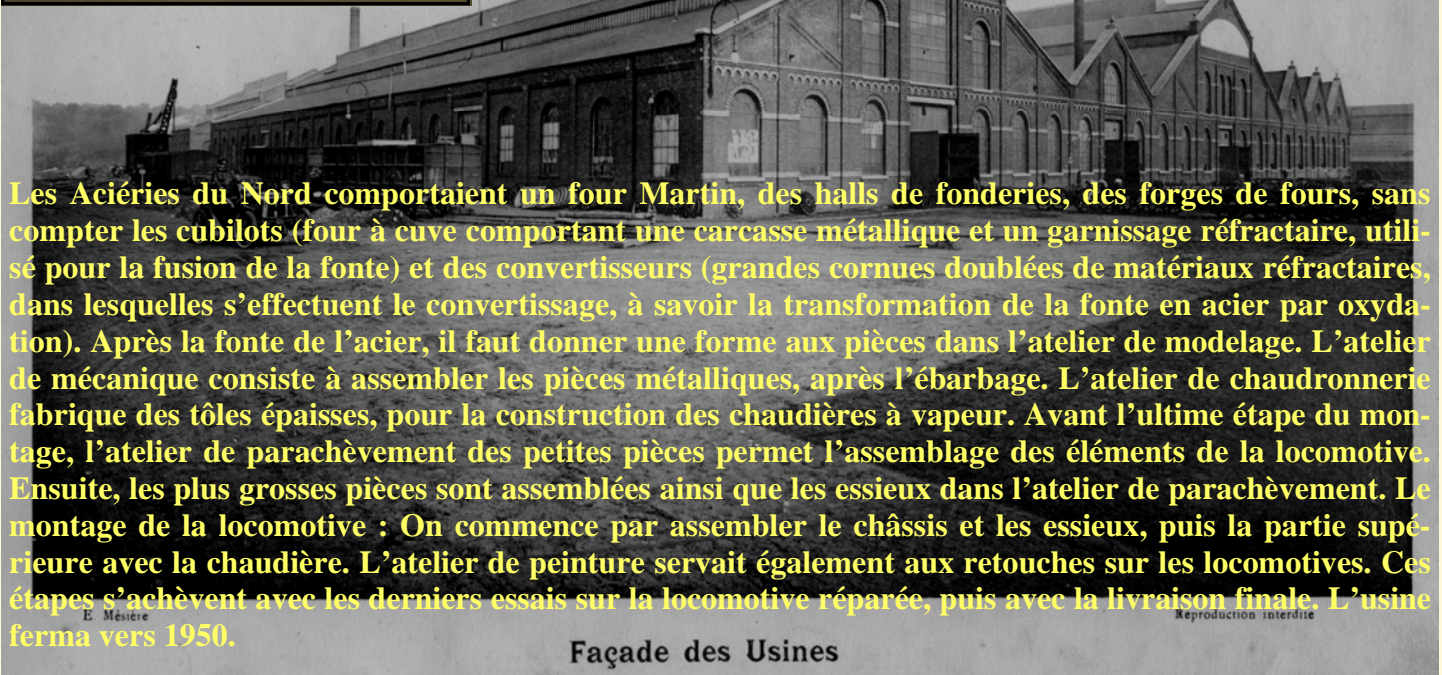 Les Aciéries du Nord comportaient un four Martin, des halls de fonderies, des forges de fours, sans
compter les cubilots (four à cuve comportant une carcasse métallique et un garnissage réfractaire, utili-
sé pour la fusion de la fonte) et des convertisseurs (grandes cornues doublées de matériaux réfractaires,
dans lesquelles s’effectuent le convertissage, à savoir la transformation de la fonte en acier par oxyda-
tion). Après la fonte de l’acier, il faut donner une forme aux pièces dans l’atelier de modelage. L’atelier
de mécanique consiste à assembler les pièces métalliques, après l’ébarbage. L’atelier de chaudronnerie
fabrique des tôles épaisses, pour la construction des chaudières à vapeur. Avant l’ultime étape du mon-
tage, l’atelier de parachèvement des petites pièces permet l’assemblage des éléments de la locomotive.
Ensuite, les plus grosses pièces sont assemblées ainsi que les essieux dans l’atelier de parachèvement. Le
montage de la locomotive : On commence par assembler le châssis et les essieux, puis la partie supé-
rieure avec la chaudière. L’atelier de peinture servait également aux retouches sur les locomotives. Ces
étapes s’achèvent avec les derniers essais sur la locomotive réparée, puis avec la livraison finale. L’usine
ferma vers 1950.
E. Mésière
Reproduction interdite
Façade des Usines